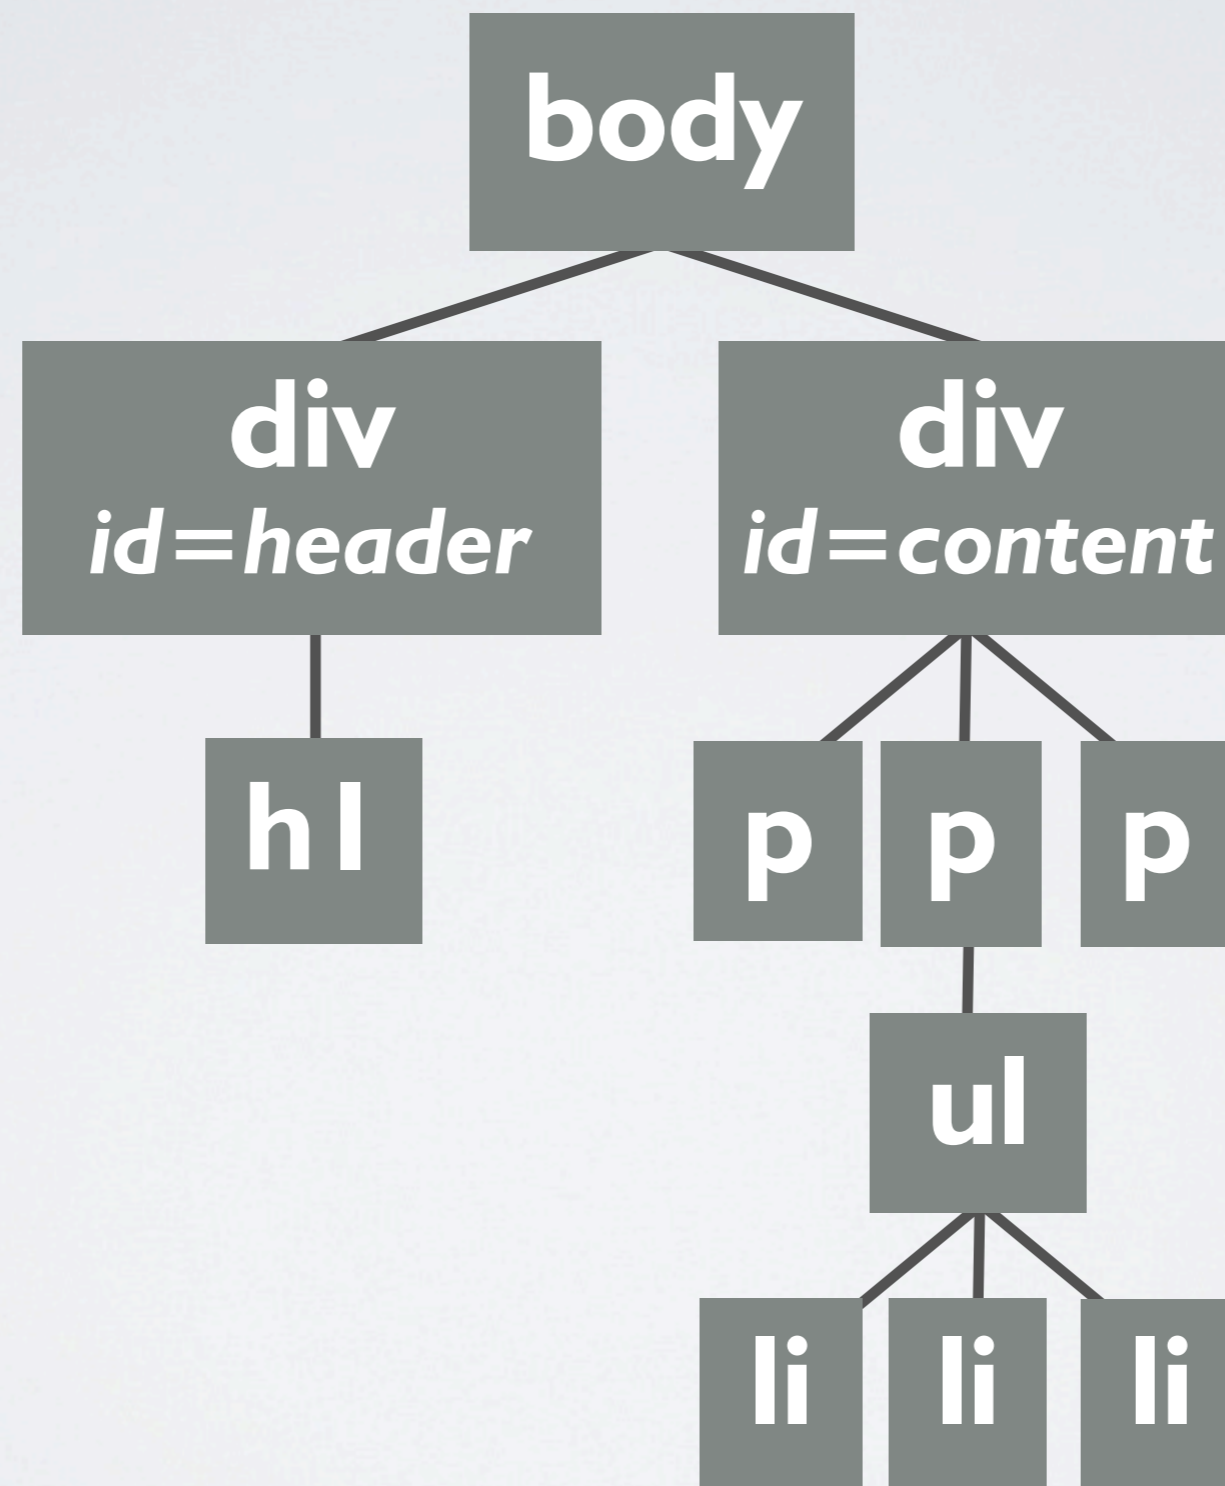 body
div
id=header
div
id=content
h1
p
p
p
ul
li
li
li